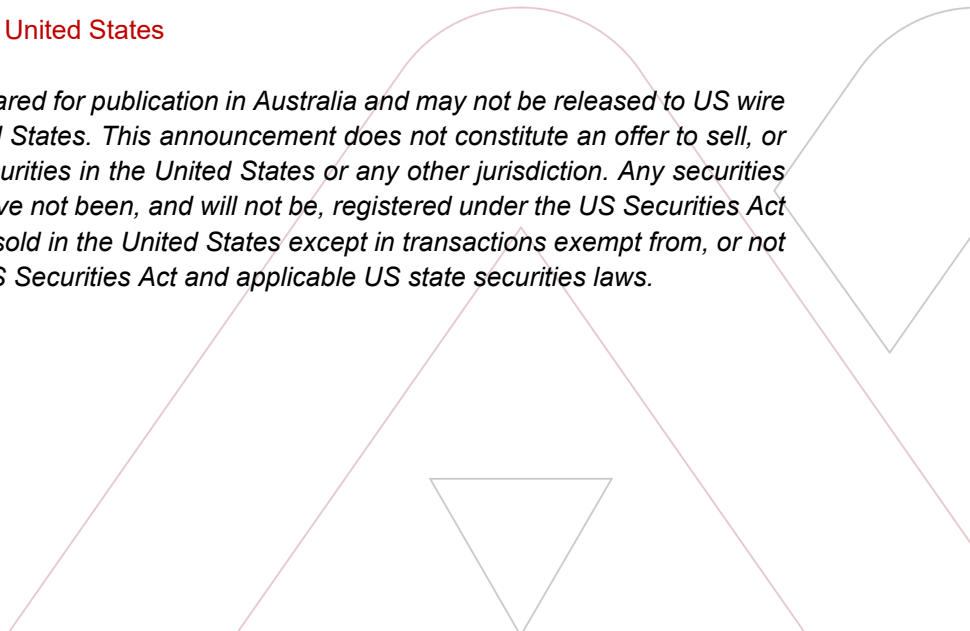 United States
ared for publication in Australia and may not be released to US wire
States. This announcement does not constitute an offer to sell, or
urities in the United States or any other jurisdiction. Any securities
ve not been, and will not be, registered under the US Securities Act
sold in the United States except in transactions exempt from, or not
S Securities Act and applicable US state securities laws.